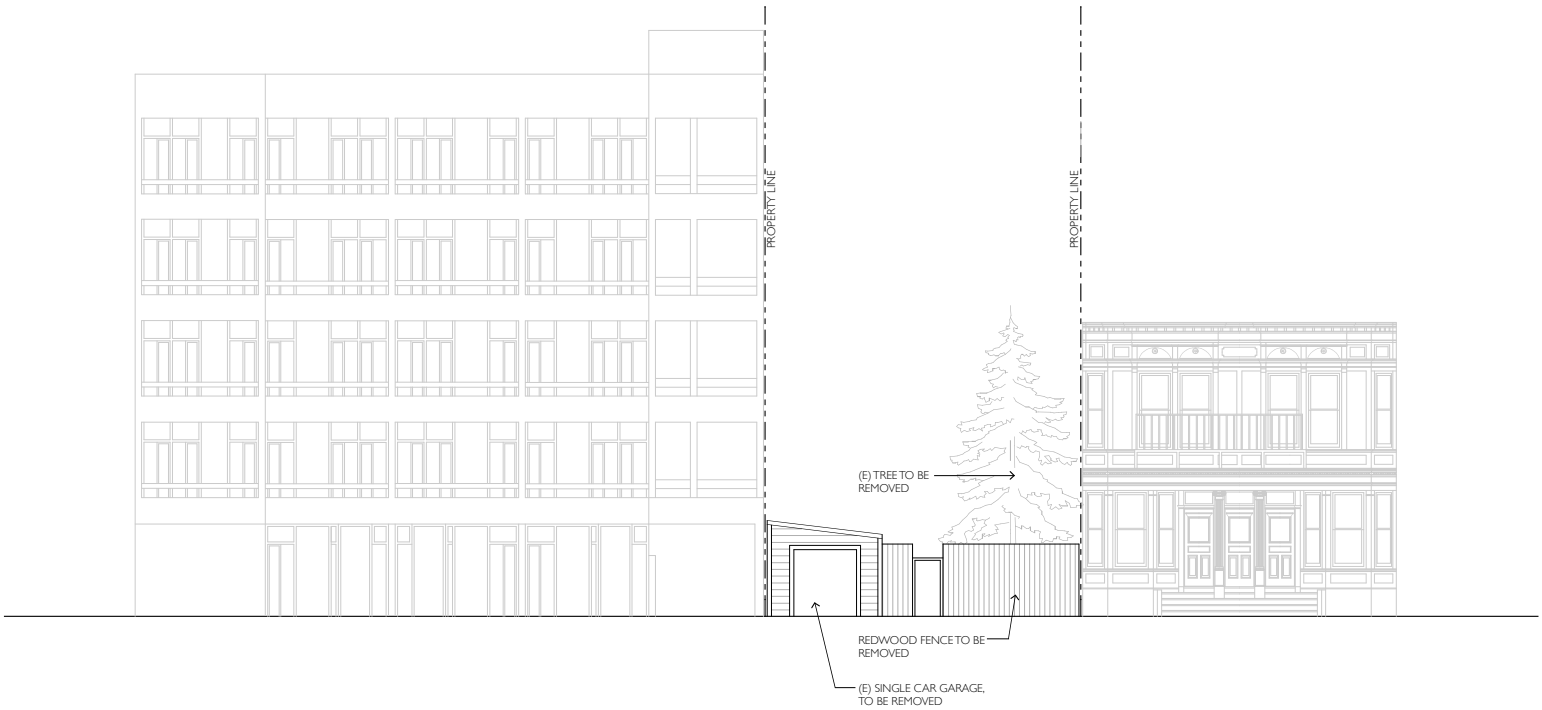 PROPERTY LINE
PROPERTY LINE
(E) TREE TO BE
REMOVED
REDWOOD FENCE TO BE
REMOVED
(E) SINGLE CAR GARAGE,
TO BE REMOVED